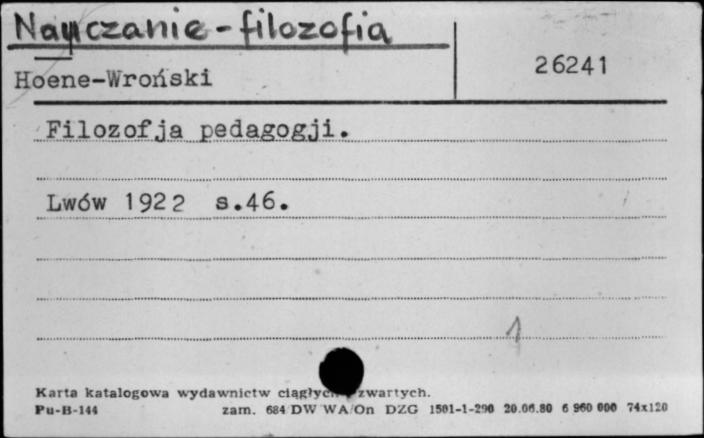 Nauczanie - filozofia
26241
Hoene-Wroński
Filozofja pedagogji.
Lwów 1922 s.46.
1
Karta katalogowa wydawnictw ciągłych zwartych.
Pu-B-144 zam. 684 DW WA/On DZG 1501-1-290 20.06.80 6 960 000 74x120